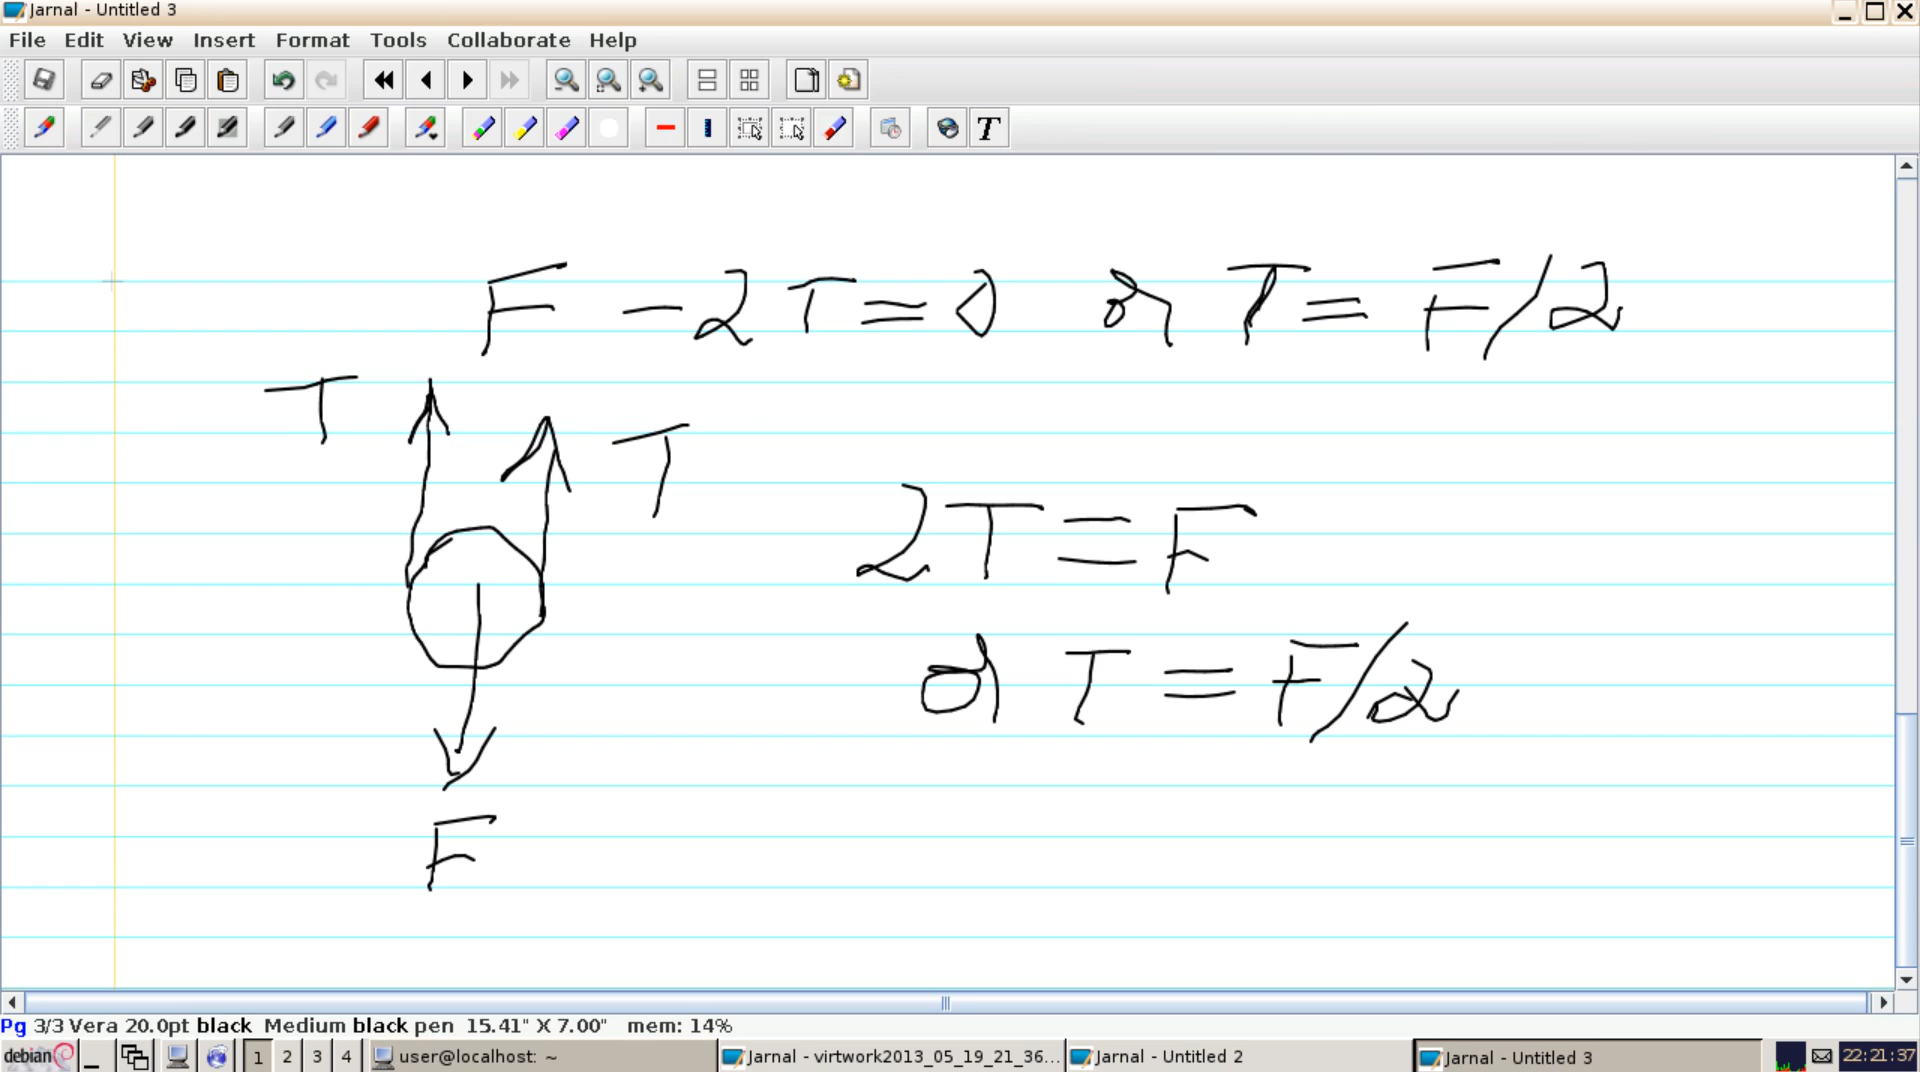 Jarnal - Untitled 3
File Edit View Insert Format Tools Collaborate Help
T
F - 2T = 0 or T = F/2
T
T
2T = F
or T = F/2
F
Pg 3/3 Vera 20.0pt black Medium black pen 15.41" X 7.00" mem: 14%
debian 1 2 3 4 user@localhost: ~ Jarnal - virtwork2013_05_19_21_36... Jarnal - Untitled 2 Jarnal - Untitled 3 22:21:37